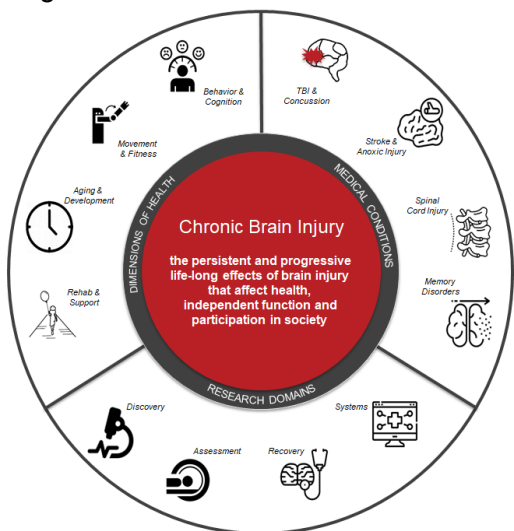 Behavior &
Cognition
TBI &
Concussion
Movement
& Fitness
Stroke &
Anoxic Injury
Aging &
Development
Spinal
Cord Injury
Rehab &
Support
Memory
Disorders
DIMENSIONS OF HEALTH
MEDICAL CONDITIONS
Chronic Brain Injury
the persistent and progressive
life-long effects of brain injury
that affect health,
independent function and
participation in society
RESEARCH DOMAINS
Discovery
Assessment
Recovery
Systems